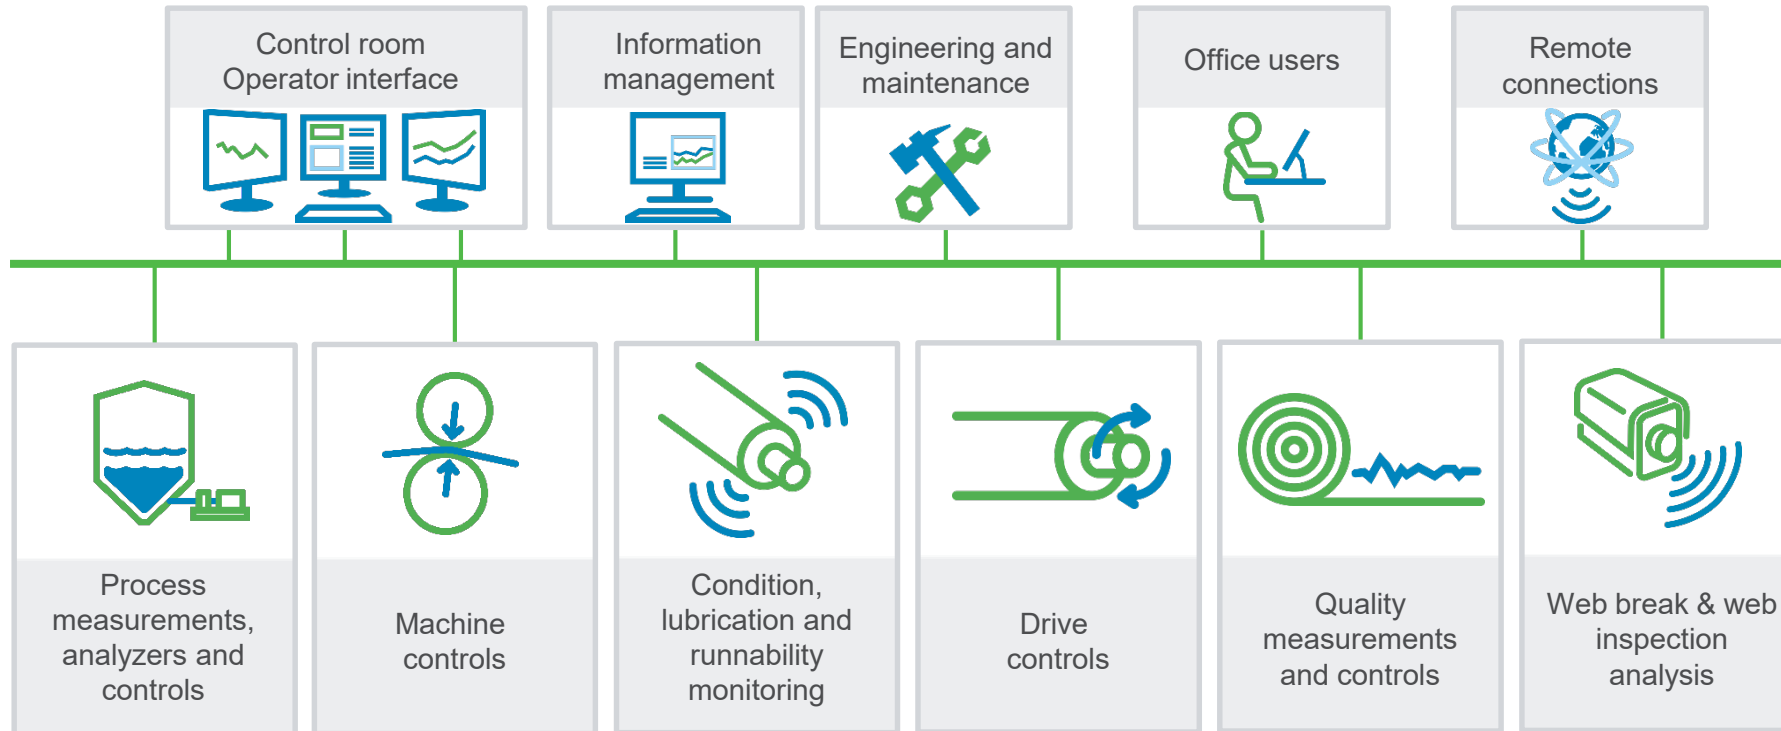 Control room
Operator interface
Information
management
Engineering and
maintenance
Office users
Remote
connections
Process
measurements,
analyzers and
controls
Machine
controls
Condition,
lubrication and
runnability
monitoring
Drive
controls
Quality
measurements
and controls
Web break & web
inspection
analysis